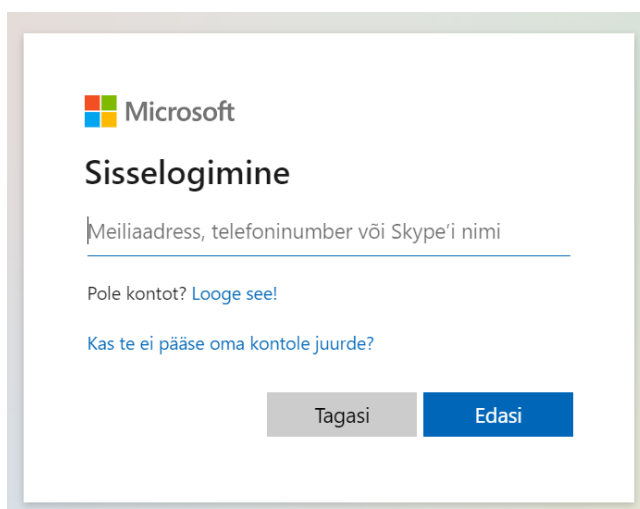 Microsoft
Sisselogimine
Meiliaadress, telefoninumber või Skype’i nimi
Pole kontot? Looge see!
Kas te ei pääse oma kontole juurde?
Tagasi Edasi